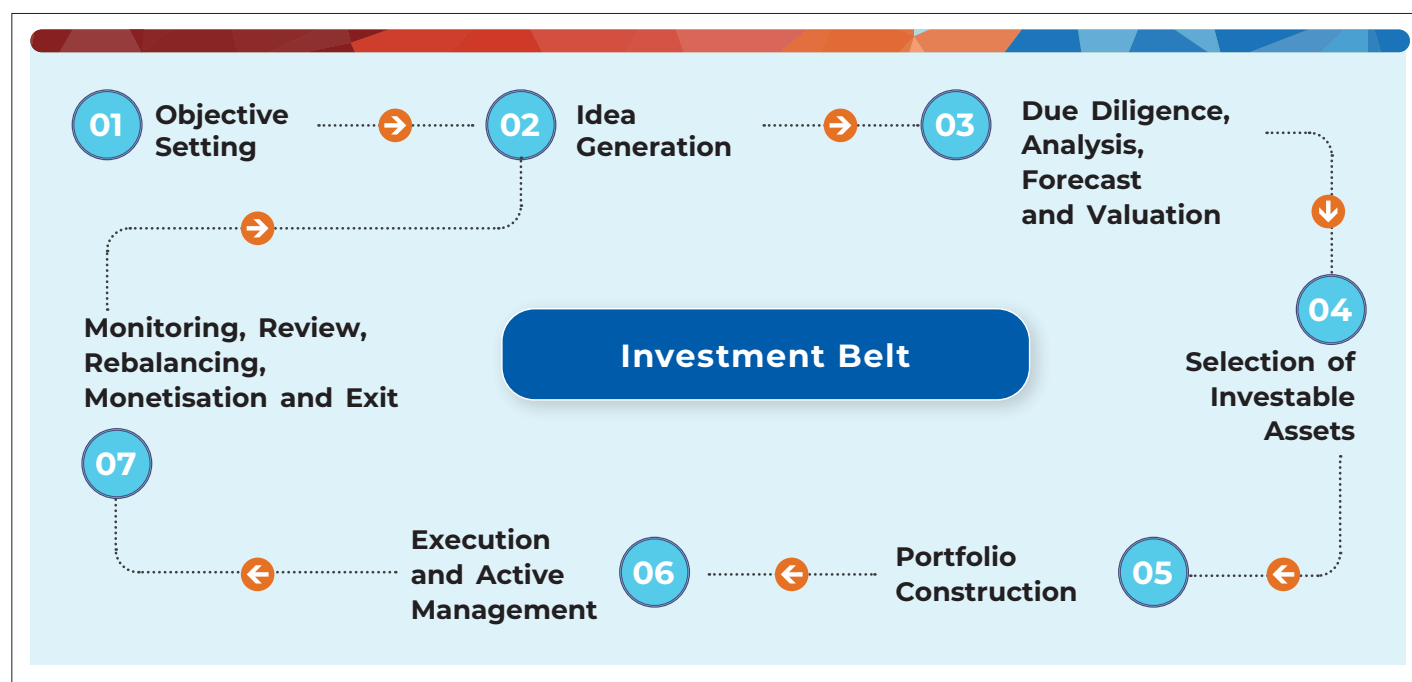 01
Objective
Setting
02
Idea
Generation
03
Due Diligence,
Analysis,
Forecast
and Valuation
04
Selection of
Investable
Assets
Investment Belt
05
Portfolio
Construction
06
Execution
and Active
Management
07
Monitoring, Review,
Rebalancing,
Monetisation and Exit